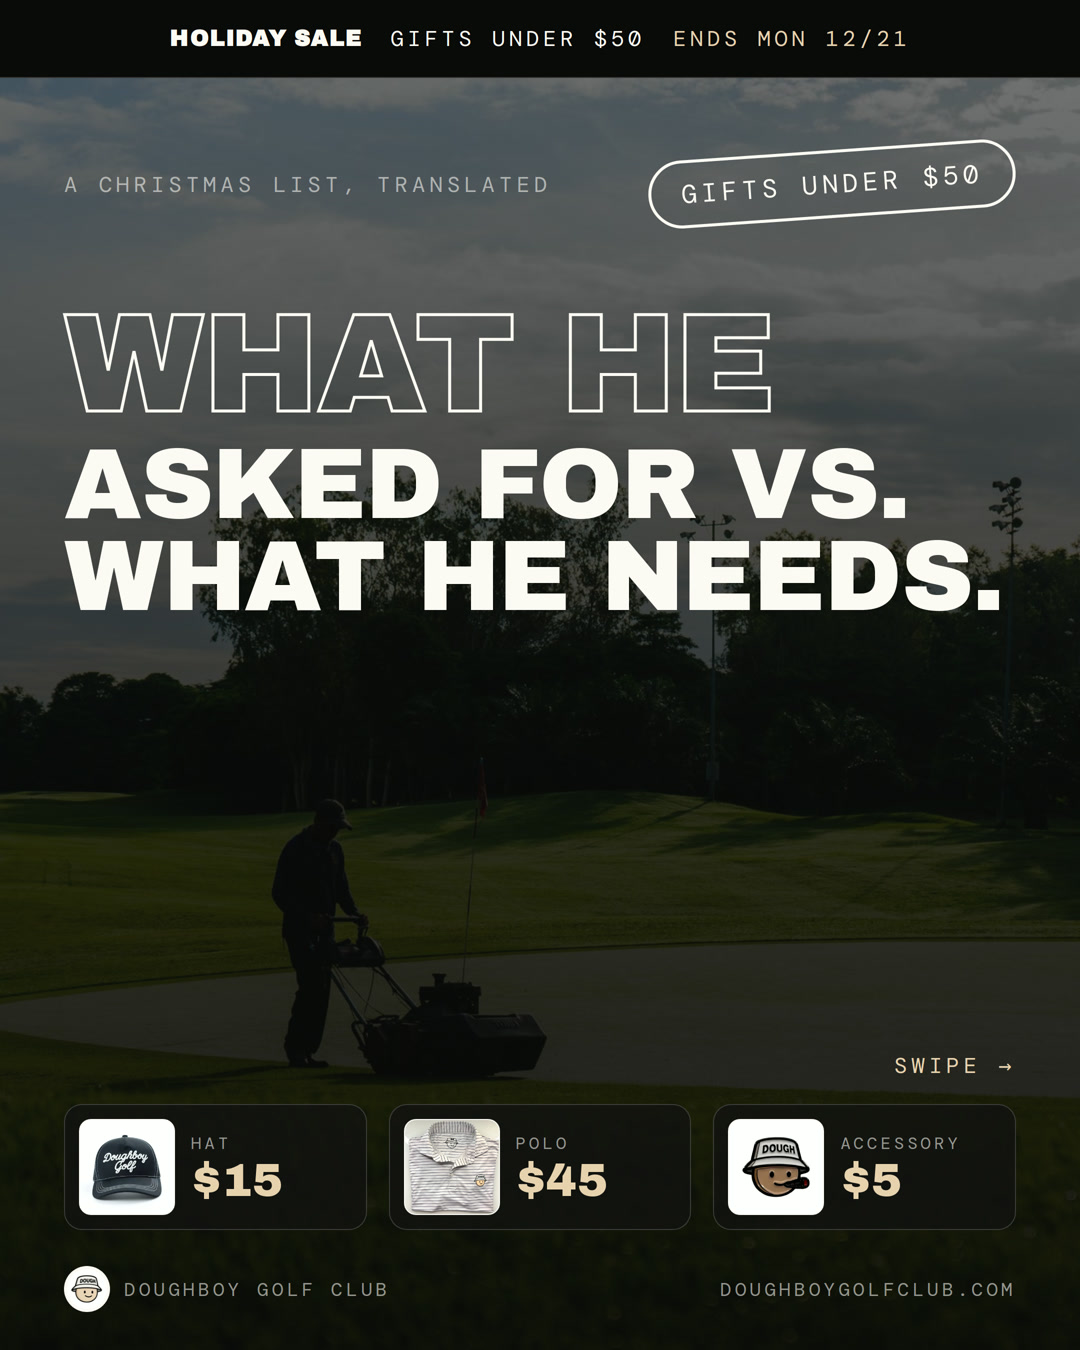 HOLIDAY SALE GIFTS UNDER $50 ENDS MON 12/21
A CHRISTMAS LIST, TRANSLATED
GIFTS UNDER $50
WHAT HE
ASKED FOR VS.
WHAT HE NEEDS.
SWIPE →
Doughboy
Golf
HAT
$15
POLO
$45
DOUGH
ACCESSORY
$5
DOUGH
DOUGHBOY GOLF CLUB
DOUGHBOYGOLFCLUB.COM